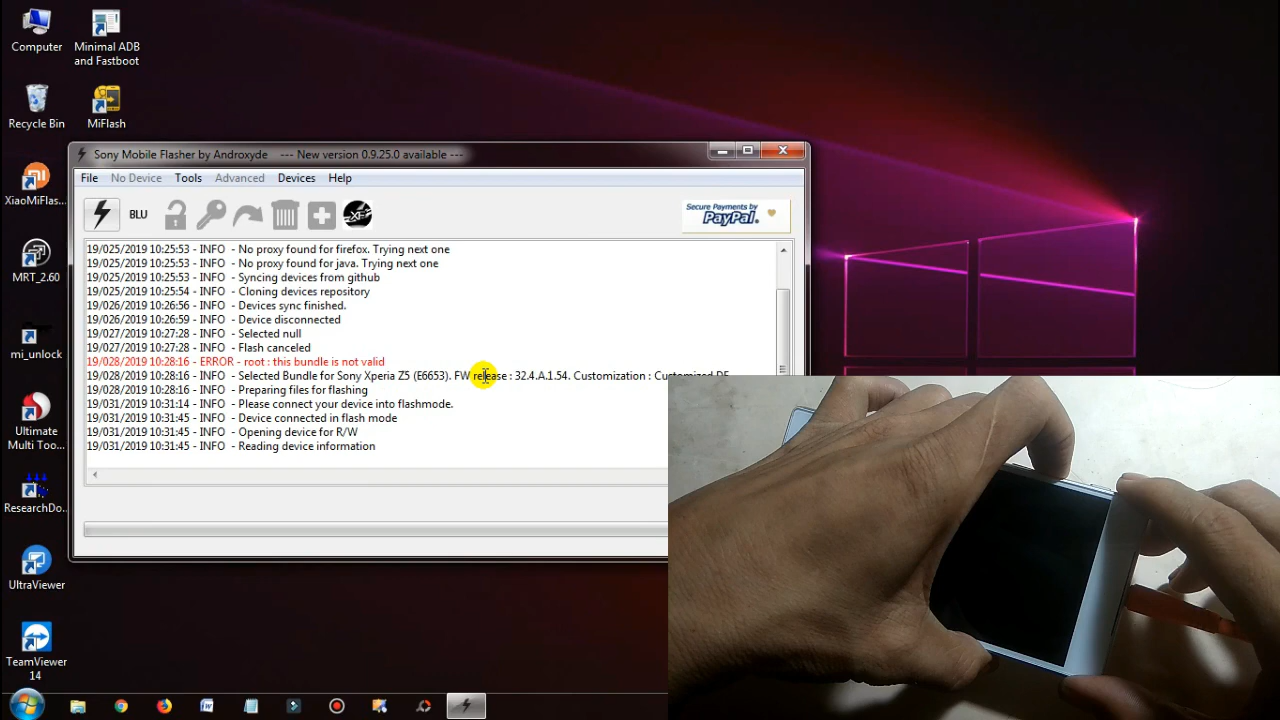 Computer
Minimal ADB
and Fastboot
Recycle Bin
MiFlash
XiaoMiFlas...
MRT_2.60
mi_unlock
Ultimate
Multi Too...
ResearchDo...
UltraViewer
TeamViewer
14
Sony Mobile Flasher by Androxyde --- New version 0.9.25.0 available ---
File No Device Tools Advanced Devices Help
BLU
XF
Secure Payments by
PayPal.
19/025/2019 10:25:53 - INFO - No proxy found for firefox. Trying next one
19/025/2019 10:25:53 - INFO - No proxy found for java. Trying next one
19/025/2019 10:25:53 - INFO - Syncing devices from github
19/025/2019 10:25:54 - INFO - Cloning devices repository
19/026/2019 10:26:56 - INFO - Devices sync finished.
19/026/2019 10:26:59 - INFO - Device disconnected
19/027/2019 10:27:28 - INFO - Selected null
19/027/2019 10:27:28 - INFO - Flash canceled
19/028/2019 10:28:16 - ERROR - root : this bundle is not valid
19/028/2019 10:28:16 - INFO - Selected Bundle for Sony Xperia Z5 (E6653). FW release : 32.4.A.1.54. Customization : Customized_DE
19/028/2019 10:28:16 - INFO - Preparing files for flashing
19/031/2019 10:31:14 - INFO - Please connect your device into flashmode.
19/031/2019 10:31:45 - INFO - Device connected in flash mode
19/031/2019 10:31:45 - INFO - Opening device for R/W
19/031/2019 10:31:45 - INFO - Reading device information